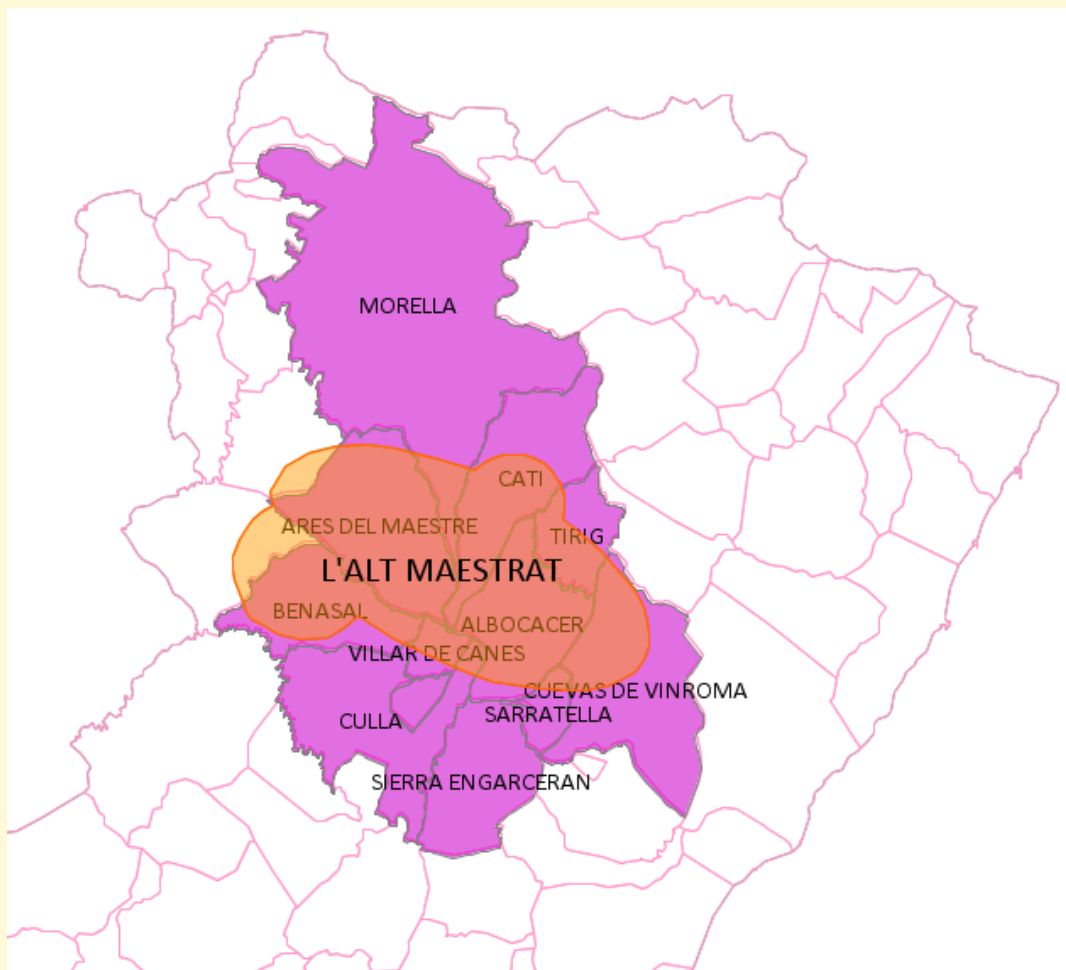 MORELLA
CATI
ARES DEL MAESTRE
TIRIG
L'ALT MAESTRAT
BENASAL
ALBOCACER
VILLAR DE CANES
CUEVAS DE VINROMA
SARRATELLA
CULLA
SIERRA ENGARCERAN